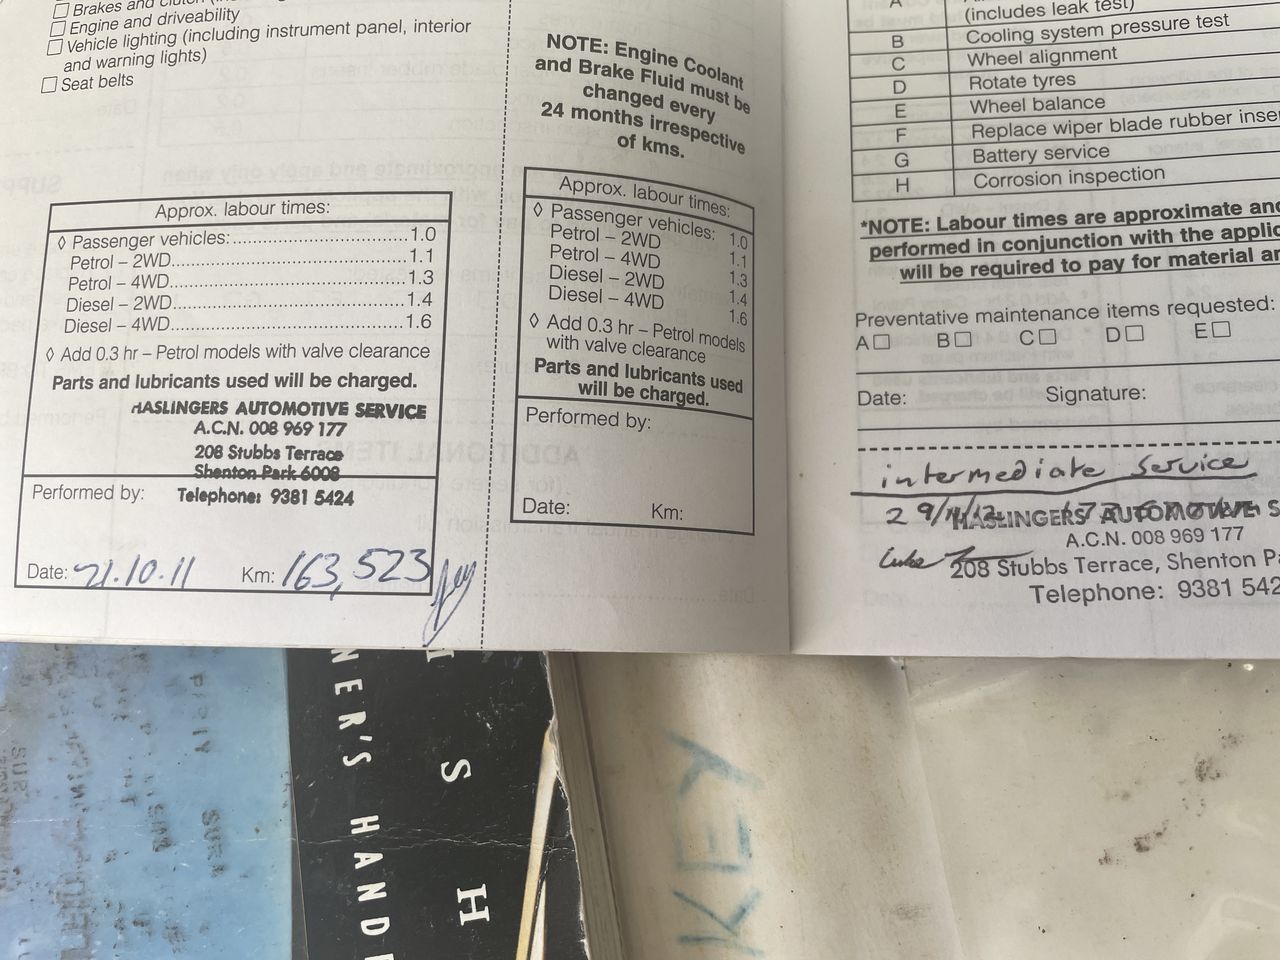 Brakes and
Engine and driveability
Vehicle lighting (including instrument panel, interior
and warning lights)
Seat belts
Approx. labour times:
◊ Passenger vehicles:................................1.0
Petrol – 2WD...........................................1.1
Petrol – 4WD...........................................1.3
Diesel – 2WD...........................................1.4
Diesel – 4WD...........................................1.6
◊ Add 0.3 hr – Petrol models with valve clearance
Parts and lubricants used will be charged.
HASLINGERS AUTOMOTIVE SERVICE
A.C.N. 008 969 177
208 Stubbs Terrace
Shenton Park 6008
Performed by: Telephone: 9381 5424
Date: 21.10.11 Km: 163,523
NOTE: Engine Coolant
and Brake Fluid must be
changed every
24 months irrespective
of kms.
Approx. labour times:
◊ Passenger vehicles: 1.0
Petrol – 2WD 1.1
Petrol – 4WD 1.3
Diesel – 2WD 1.4
Diesel – 4WD 1.6
◊ Add 0.3 hr – Petrol models
with valve clearance
Parts and lubricants used
will be charged.
Performed by:
Date: Km:
A
(includes leak test)
B Cooling system pressure test
C Wheel alignment
D Rotate tyres
E Wheel balance
F Replace wiper blade rubber inse
G Battery service
H Corrosion inspection
*NOTE: Labour times are approximate and
performed in conjunction with the applic
will be required to pay for material an
Preventative maintenance items requested:
A B C D E
Date: Signature:
intermediate service
29/11/12
HASLINGERS AUTOMOTIVE S
A.C.N. 008 969 177
Luke
208 Stubbs Terrace, Shenton Pa
Telephone: 9381 542
NER'S HAND
S H
KEY